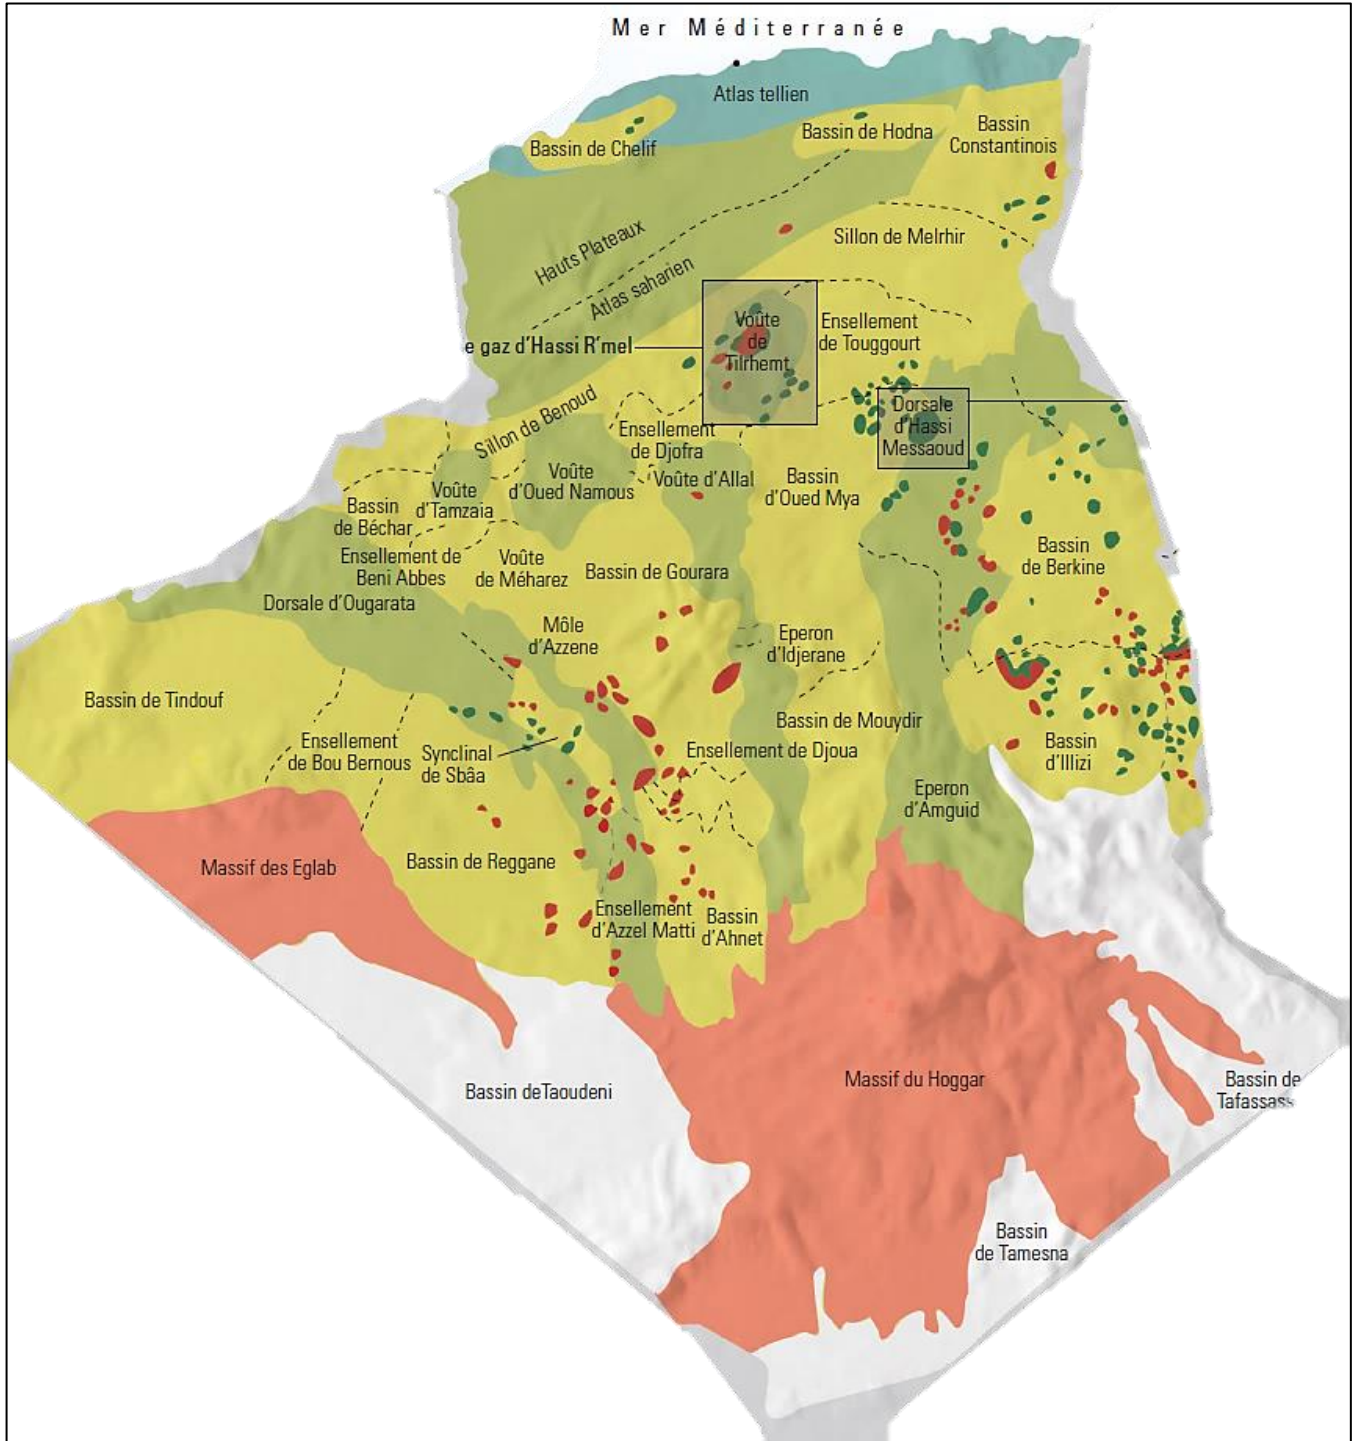 Mer Méditerranée
Atlas tellien
Bassin de Hodna
Bassin
Constantinois
Bassin de Chelif
Hauts Plateaux
Sillon de Melrhir
Atlas saharien
Voûte
de
Tilrhemt
Ensellement
de Touggourt
e gaz d'Hassi R'mel
Sillon de Benoud
Dorsale
d'Hassi
Messaoud
Ensellement
de Djofra
Voûte
d'Oued Namous
Voûte d'Allal
Bassin
d'Oued Mya
Voûte
d'Tamzaia
Bassin
de Béchar
Ensellement de
Beni Abbes
Voûte
de Méharez
Bassin de Gourara
Bassin
de Berkine
Dorsale d'Ougarata
Môle
d'Azzene
Eperon
d'Idjerane
Bassin de Tindouf
Bassin de Mouydir
Ensellement
de Bou Bernous
Synclinal
de Sbâa
Ensellement de Djoua
Bassin
d'Illizi
Eperon
d'Amguid
Massif des Eglab
Bassin de Reggane
Ensellement
d'Azzel Matti
Bassin
d'Ahnet
Massif du Hoggar
Bassin deTaoudeni
Bassin de
Tafassass
Bassin
de Tamesna